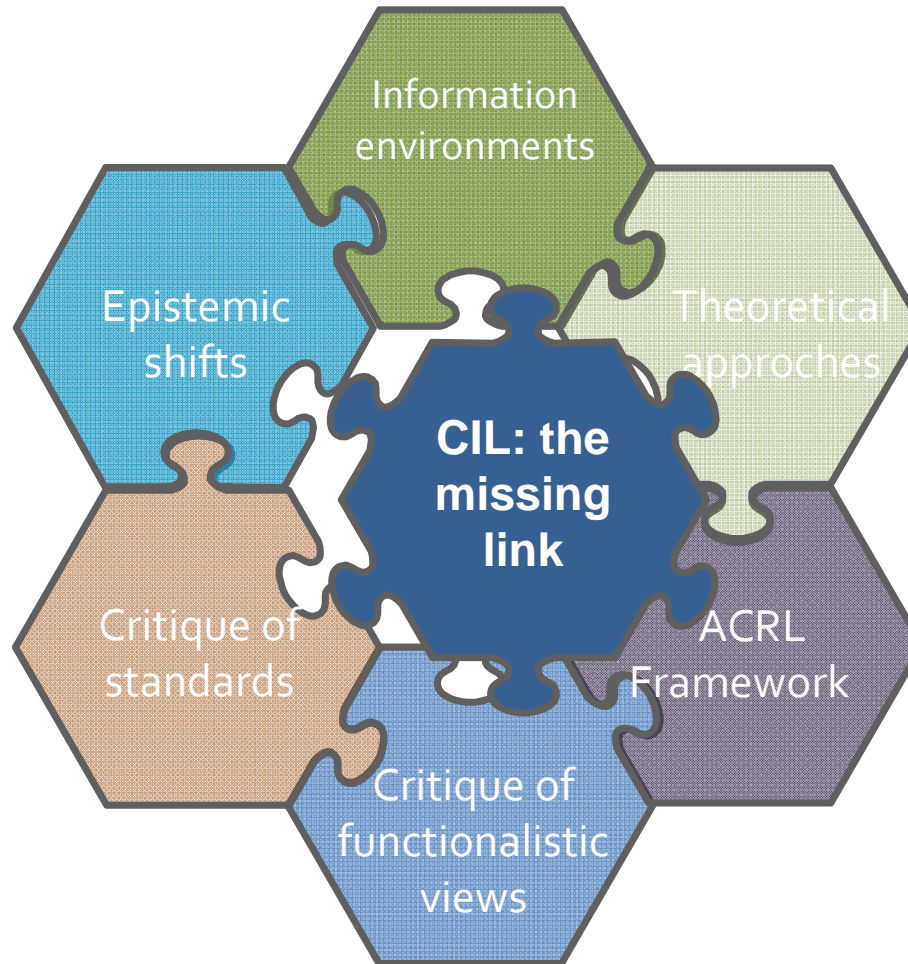 Information
environments
Epistemic
shifts
Theoretical
approches
CIL: the
missing
link
Critique of
standards
ACRL
Framework
Critique of
functionalistic
views